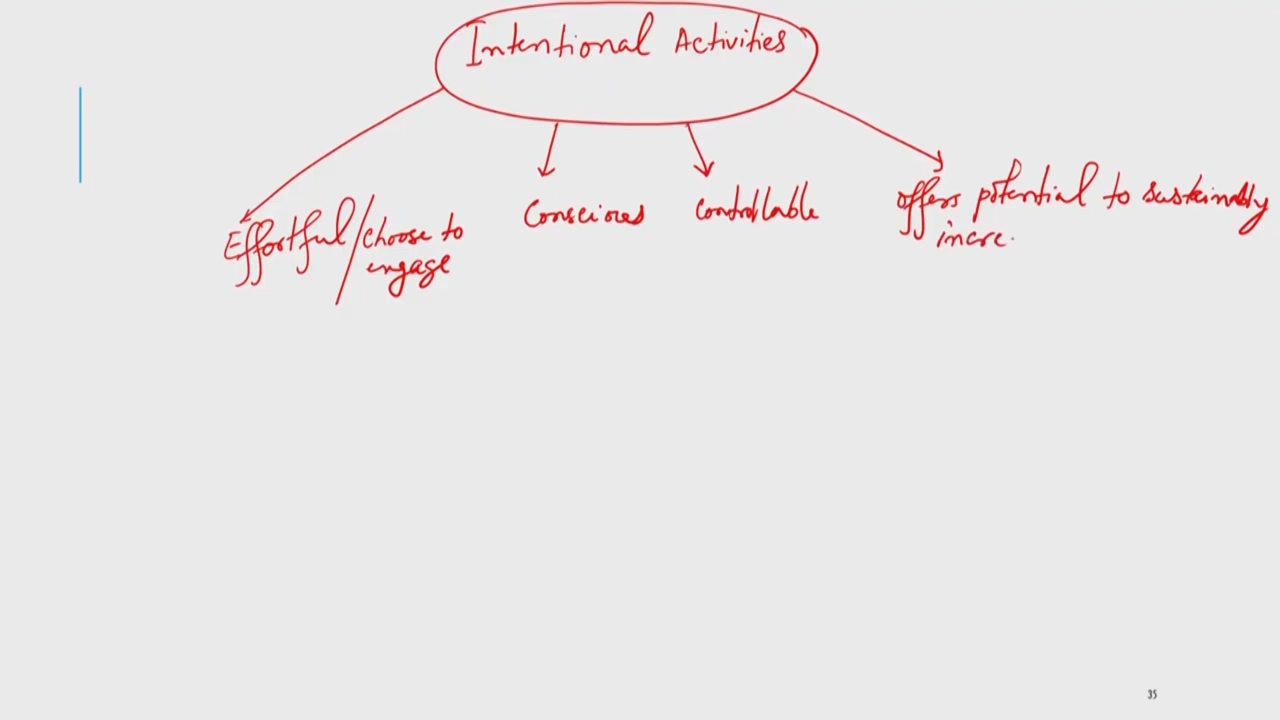 Intentional Activities
Effortful/choose to
engage
Conscious
Controllable
offers potential to sustainably
incre.
35